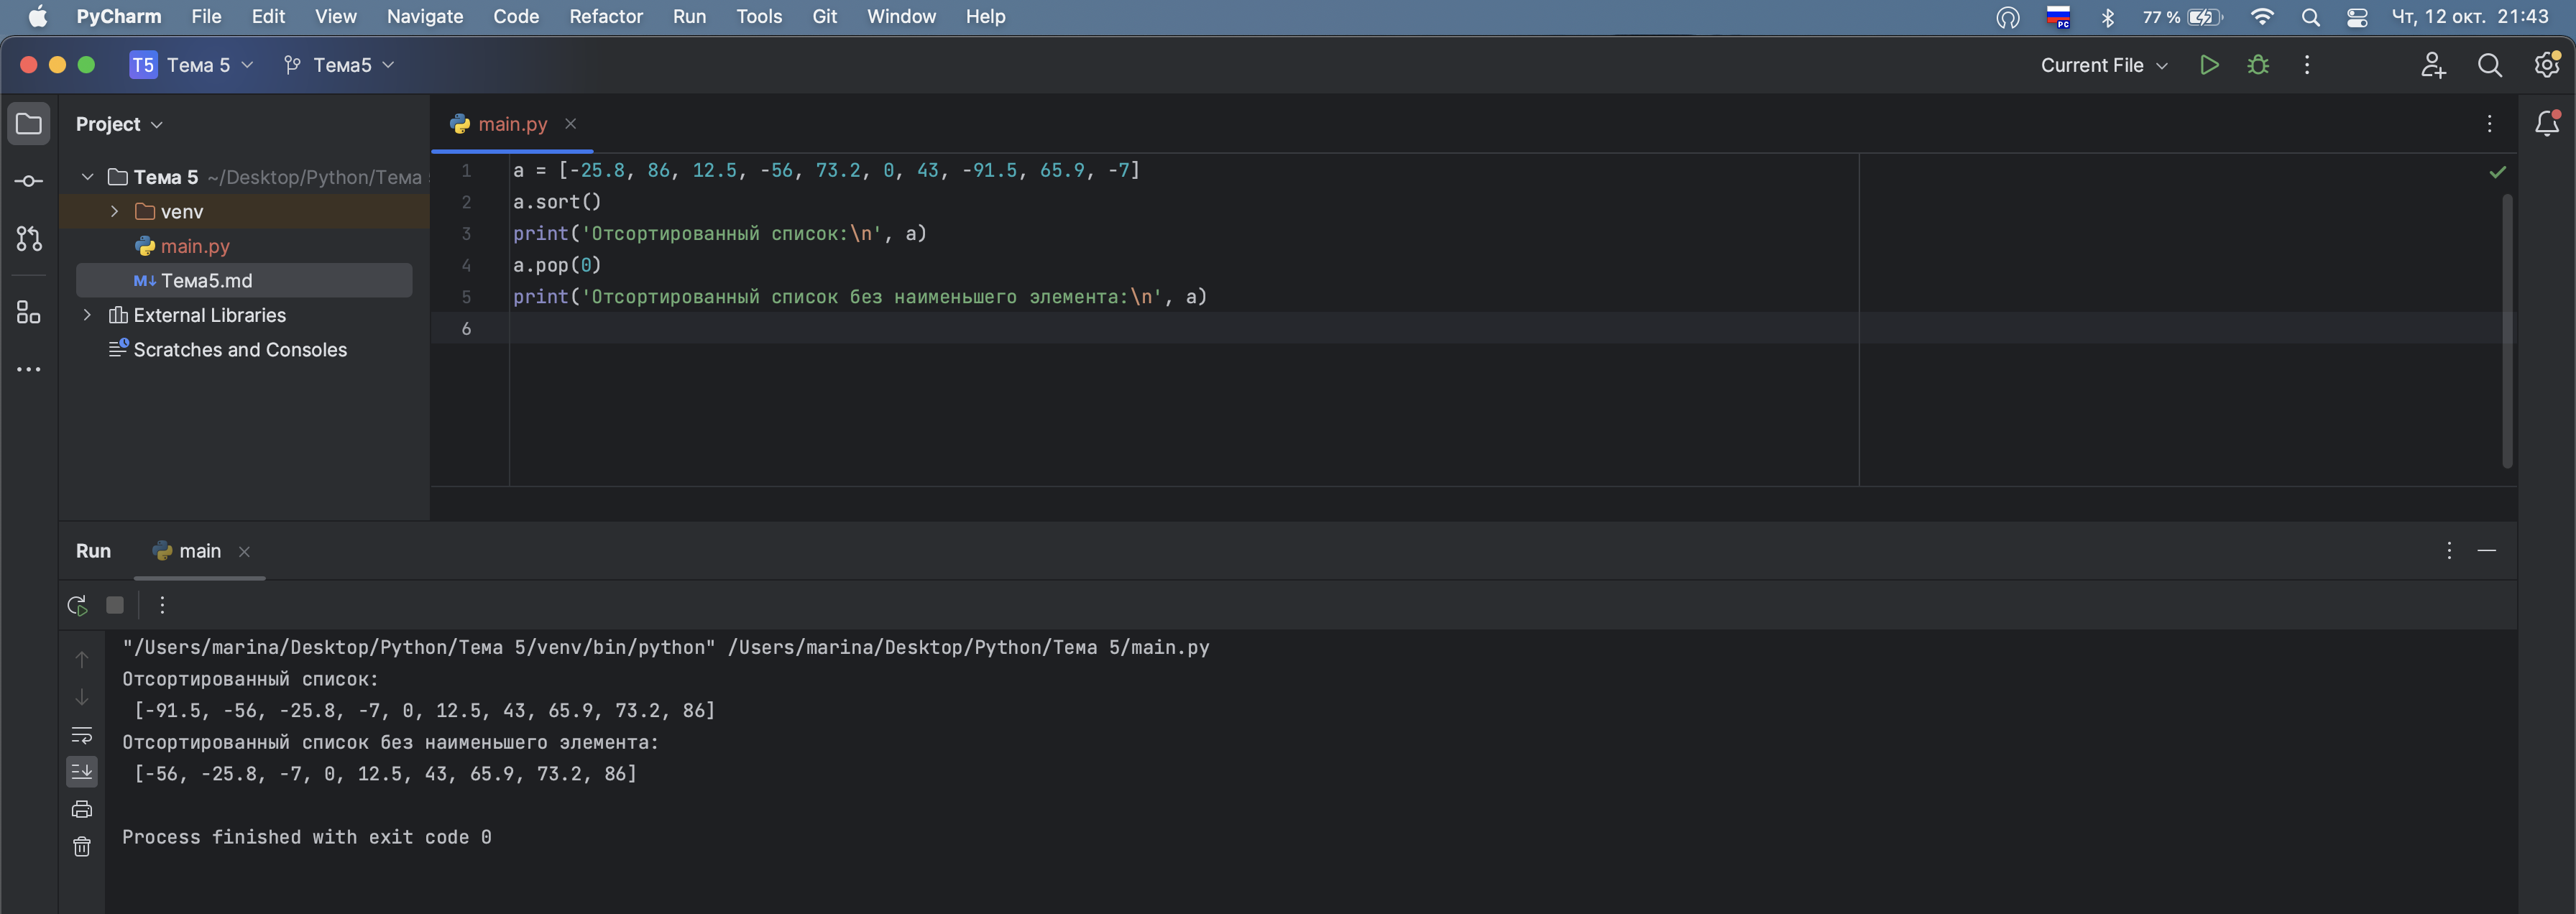 PyCharm File Edit View Navigate Code Refactor Run Tools Git Window Help РС 77 % Чт, 12 окт. 21:43
T5 Тема 5 Тема5 Current File
Project
main.py
Тема 5 ~/Desktop/Python/Тема
venv
main.py
M↓ Тема5.md
External Libraries
Scratches and Consoles
1 a = [-25.8, 86, 12.5, -56, 73.2, 0, 43, -91.5, 65.9, -7]
2 a.sort()
3 print('Отсортированный список:\n', a)
4 a.pop(0)
5 print('Отсортированный список без наименьшего элемента:\n', a)
6
Run main
"/Users/marina/Desktop/Python/Тема 5/venv/bin/python" /Users/marina/Desktop/Python/Тема 5/main.py
Отсортированный список:
[-91.5, -56, -25.8, -7, 0, 12.5, 43, 65.9, 73.2, 86]
Отсортированный список без наименьшего элемента:
[-56, -25.8, -7, 0, 12.5, 43, 65.9, 73.2, 86]
Process finished with exit code 0